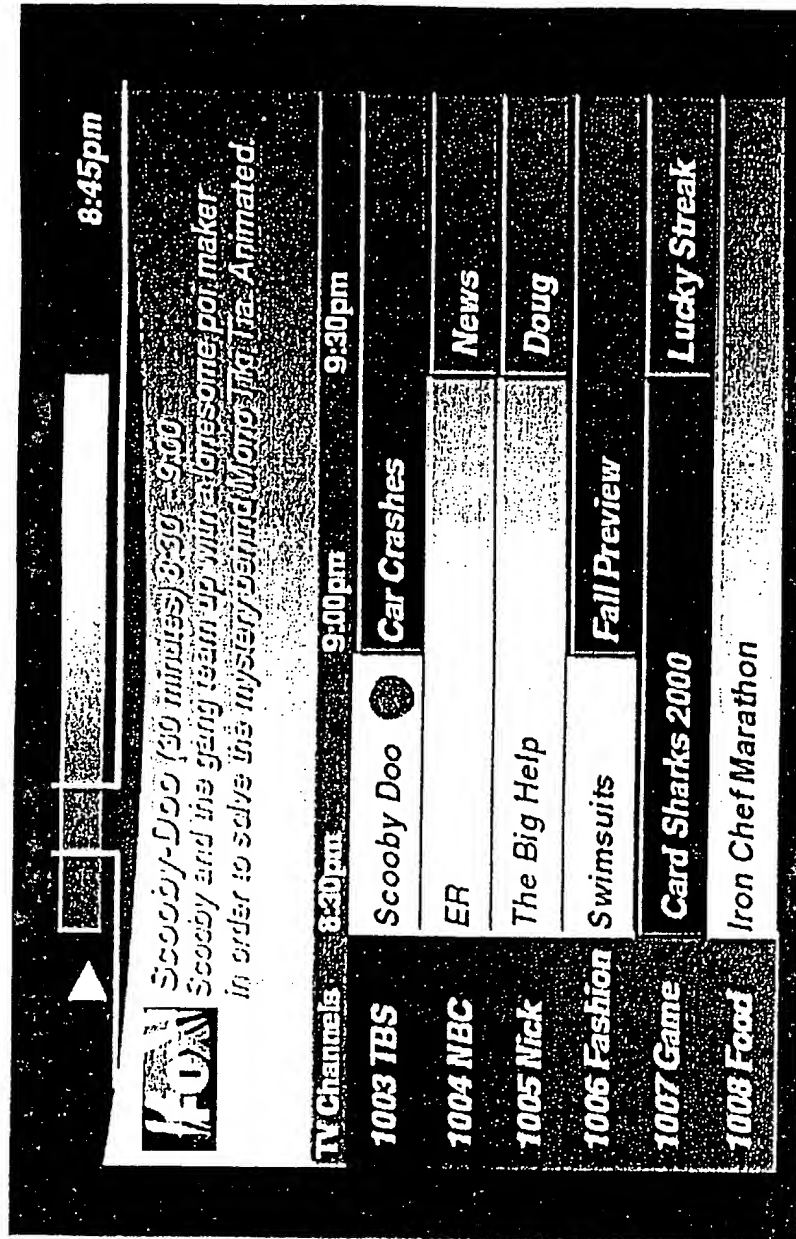 8:45pm
FOX
Scooby-Doo (30 minutes) 8:30 - 9:00
Scooby and the gang team up with a lonesome poi maker
in order to solve the mystery behind Mono Tiki Tia. Animated.
TV Channels 8:30pm 9:00pm 9:30pm
1003 TBS Scooby Doo Car Crashes
1004 NBC ER News
1005 Nick The Big Help Doug
1006 Fashion Swimsuits Fall Preview
1007 Game Card Sharks 2000 Lucky Streak
1008 Food Iron Chef Marathon